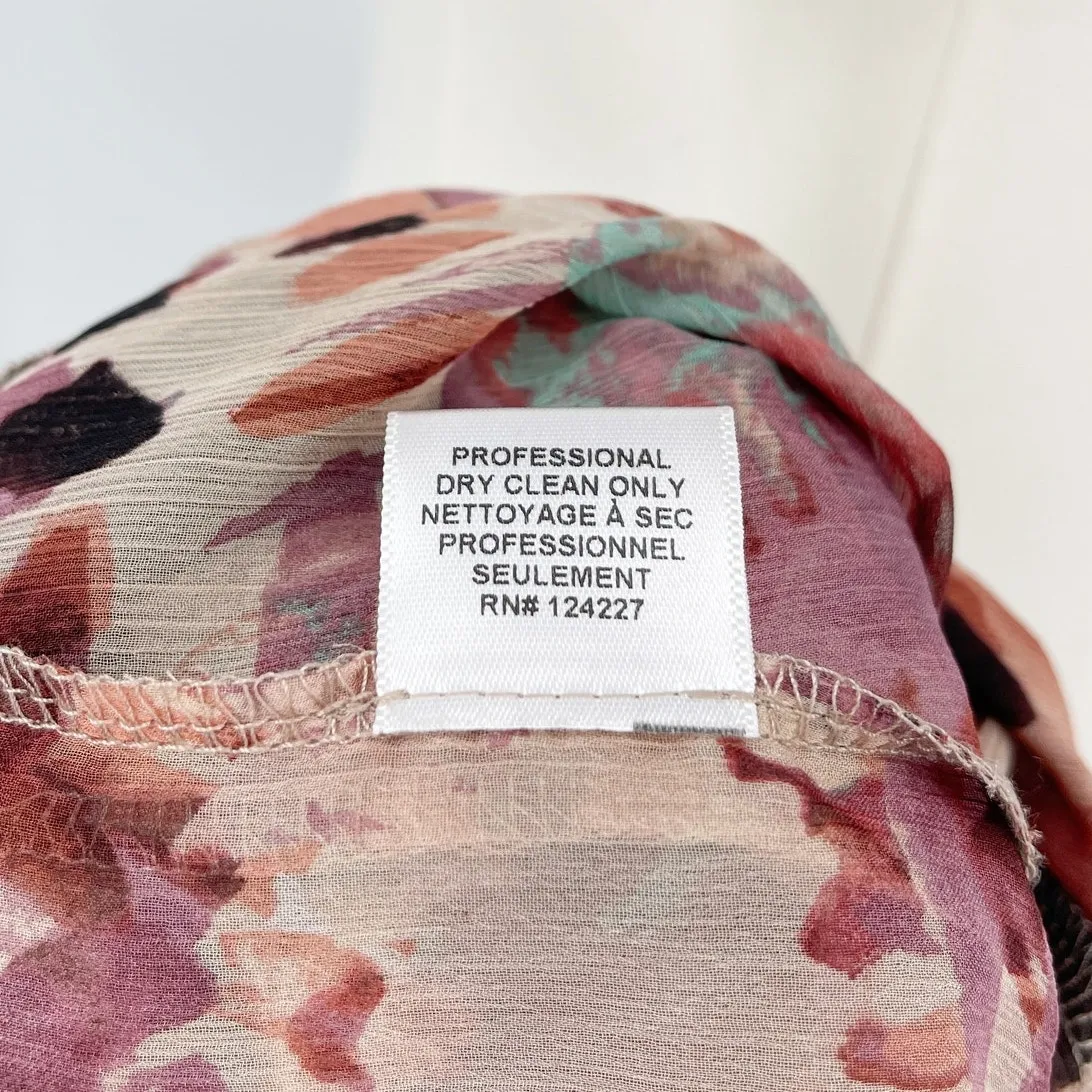 PROFESSIONAL
DRY CLEAN ONLY
NETTOYAGE À SEC
PROFESSIONNEL
SEULEMENT
RN# 124227